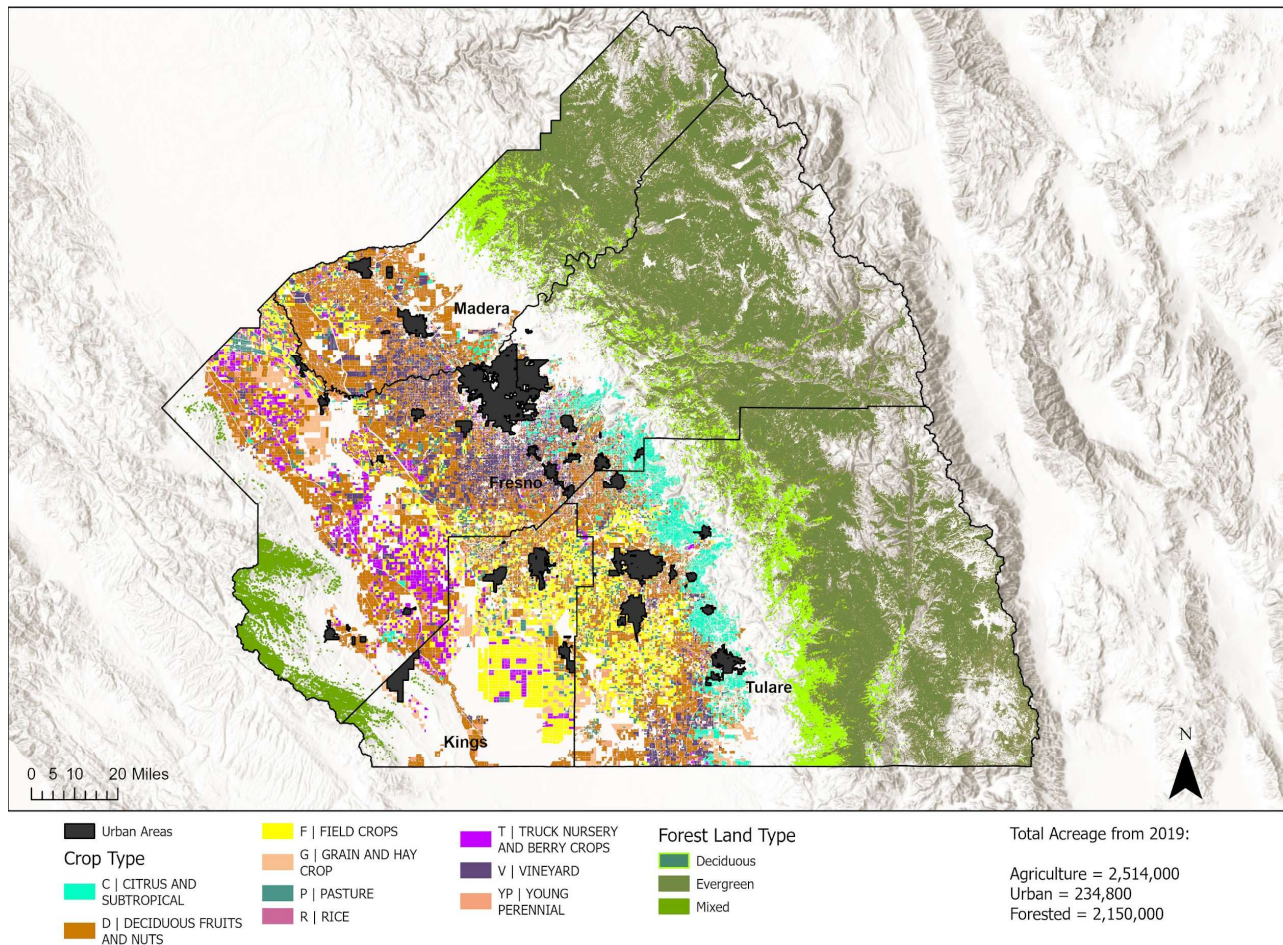 Madera
Fresno
Tulare
Kings
N
0 5 10 20 Miles
Urban Areas
Crop Type
C | CITRUS AND
SUBTROPICAL
D | DECIDUOUS FRUITS
AND NUTS
F | FIELD CROPS
G | GRAIN AND HAY
CROP
P | PASTURE
R | RICE
T | TRUCK NURSERY
AND BERRY CROPS
V | VINEYARD
YP | YOUNG
PERENNIAL
Forest Land Type
Deciduous
Evergreen
Mixed
Total Acreage from 2019:
Agriculture = 2,514,000
Urban = 234,800
Forested = 2,150,000